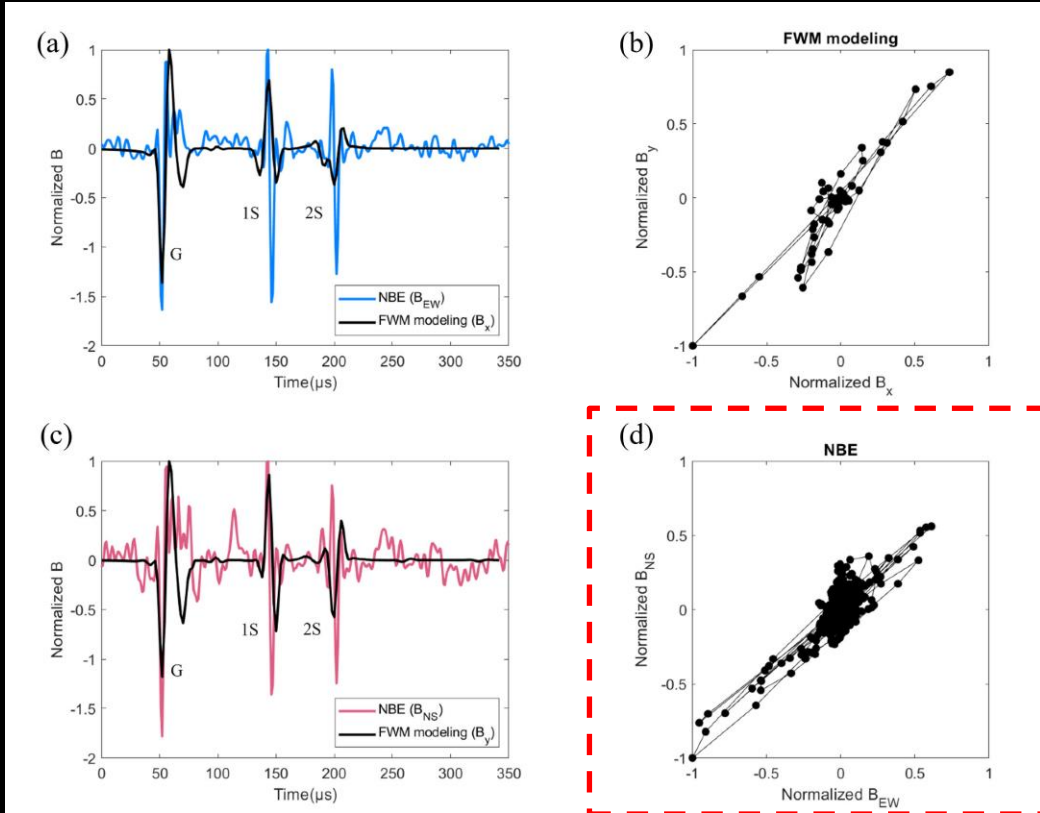 (a)
1
0.5
0
-0.5
-1
-1.5
-2
Normalized B
G
1S
2S
NBE (B_EW)
FWM modeling (B_x)
0 50 100 150 200 250 300 350
Time(μs)
(b)
FWM modeling
1
0.5
0
-0.5
-1
Normalized B_y
-1 -0.5 0 0.5 1
Normalized B_x
(c)
1
0.5
0
-0.5
-1
-1.5
-2
Normalized B
G
1S
2S
NBE (B_NS)
FWM modeling (B_y)
0 50 100 150 200 250 300 350
Time(μs)
(d)
NBE
1
0.5
0
-0.5
-1
Normalized B_NS
-1 -0.5 0 0.5 1
Normalized B_EW